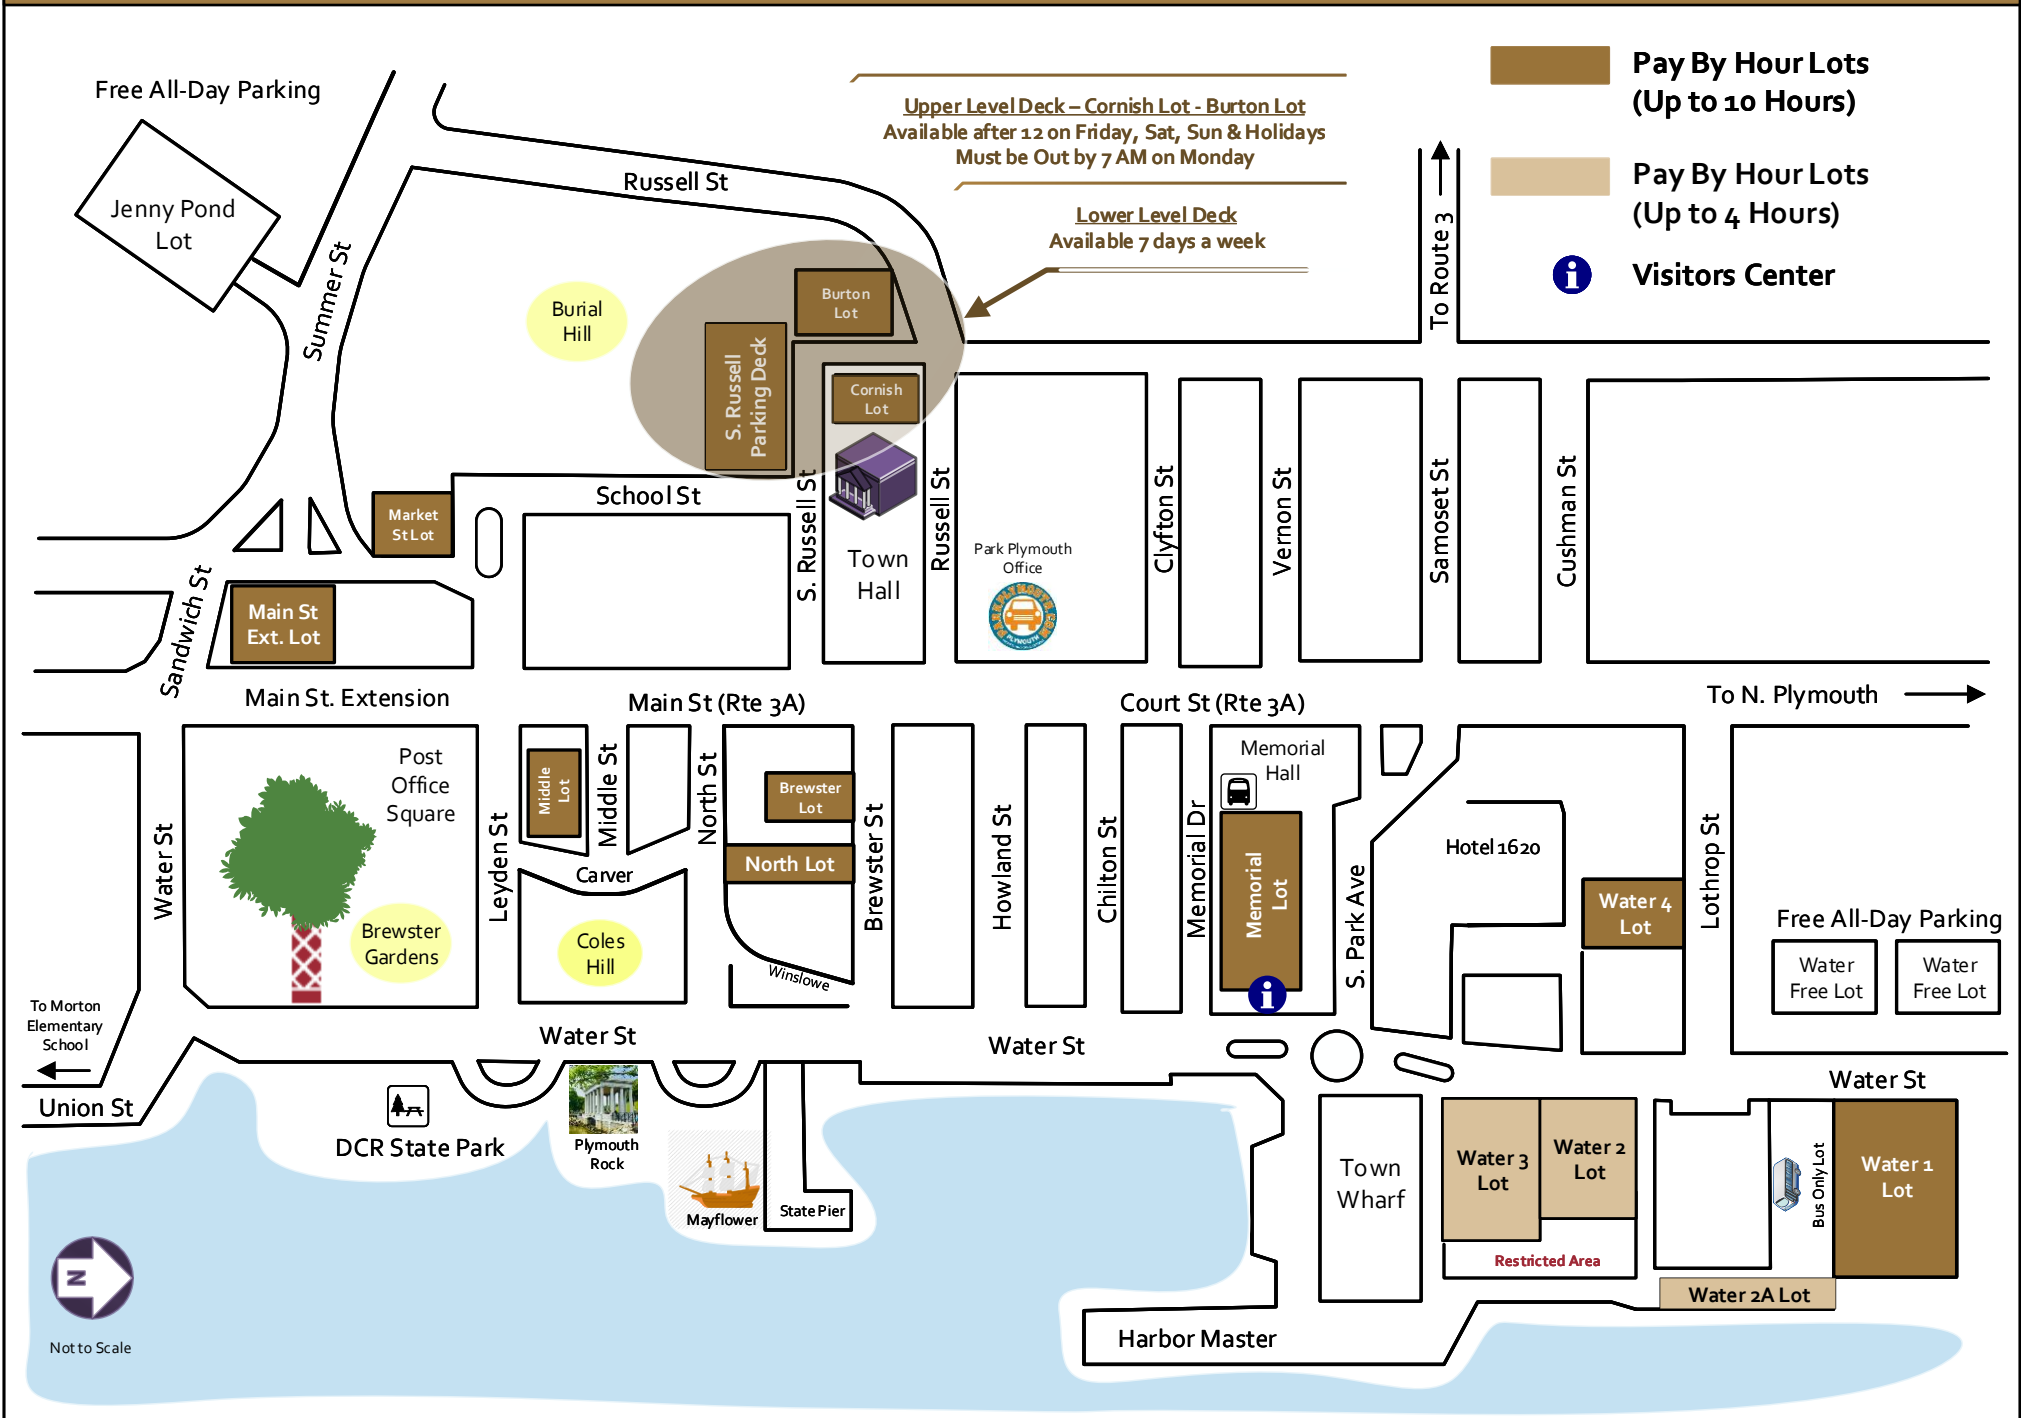 Free All-Day Parking
Jenny Pond
Lot
Summer St
Russell St
Upper Level Deck – Cornish Lot - Burton Lot
Available after 12 on Friday, Sat, Sun & Holidays
Must be Out by 7 AM on Monday
Lower Level Deck
Available 7 days a week
To Route 3
Pay By Hour Lots
(Up to 10 Hours)
Pay By Hour Lots
(Up to 4 Hours)
Visitors Center
Burial
Hill
Burton
Lot
S. Russell
Parking Deck
Cornish
Lot
Market
St Lot
School St
S. Russell St
Town
Hall
Russell St
Park Plymouth
Office
PLYMOUTH
Clyfton St
Vernon St
Samoset St
Cushman St
Sandwich St
Main St
Ext. Lot
Main St. Extension
Main St (Rte 3A)
Court St (Rte 3A)
To N. Plymouth
Water St
Post
Office
Square
Brewster
Gardens
Leyden St
Middle
Lot
Middle St
North St
Carver
Coles
Hill
Brewster
Lot
North Lot
Winslowe
Brewster St
Howland St
Chilton St
Memorial Dr
Memorial
Hall
Memorial
Lot
S. Park Ave
Hotel 1620
Water 4
Lot
Lothrop St
Free All-Day Parking
Water
Free Lot
Water
Free Lot
To Morton
Elementary
School
Union St
Water St
Water St
Water St
DCR State Park
Plymouth
Rock
Mayflower
State Pier
Town
Wharf
Water 3
Lot
Water 2
Lot
Restricted Area
Bus Only Lot
Water 1
Lot
Water 2A Lot
Harbor Master
N
Not to Scale